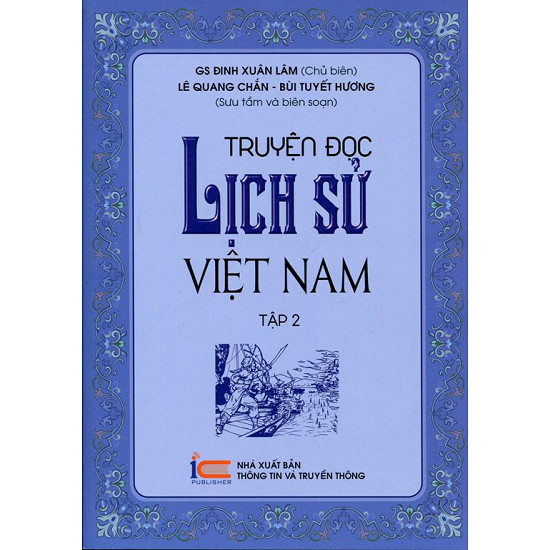 GS ĐINH XUÂN LÂM (Chủ biên)
LÊ QUANG CHẮN - BÙI TUYẾT HƯƠNG
(Sưu tầm và biên soạn)
TRUYỆN ĐỌC
LỊCH SỬ
VIỆT NAM
TẬP 2
ic
PUBLISHER
NHÀ XUẤT BẢN
THÔNG TIN VÀ TRUYỀN THÔNG